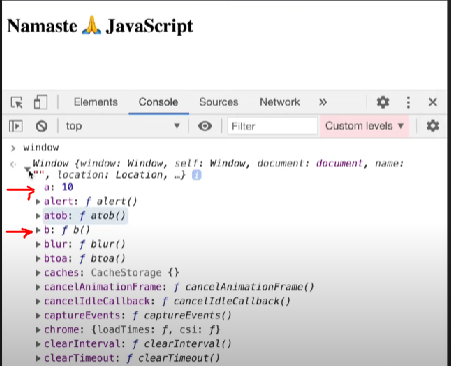 Namaste 🙏 JavaScript
Elements Console Sources Network »
top Filter Custom levels
> window
Window {window: Window, self: Window, document: document, name:
"", location: Location, …}
a: 10
alert: ƒ alert()
atob: ƒ atob()
b: ƒ b()
blur: ƒ blur()
btoa: ƒ btoa()
caches: CacheStorage {}
cancelAnimationFrame: ƒ cancelAnimationFrame()
cancelIdleCallback: ƒ cancelIdleCallback()
captureEvents: ƒ captureEvents()
chrome: {loadTimes: ƒ, csi: ƒ}
clearInterval: ƒ clearInterval()
clearTimeout: ƒ clearTimeout()